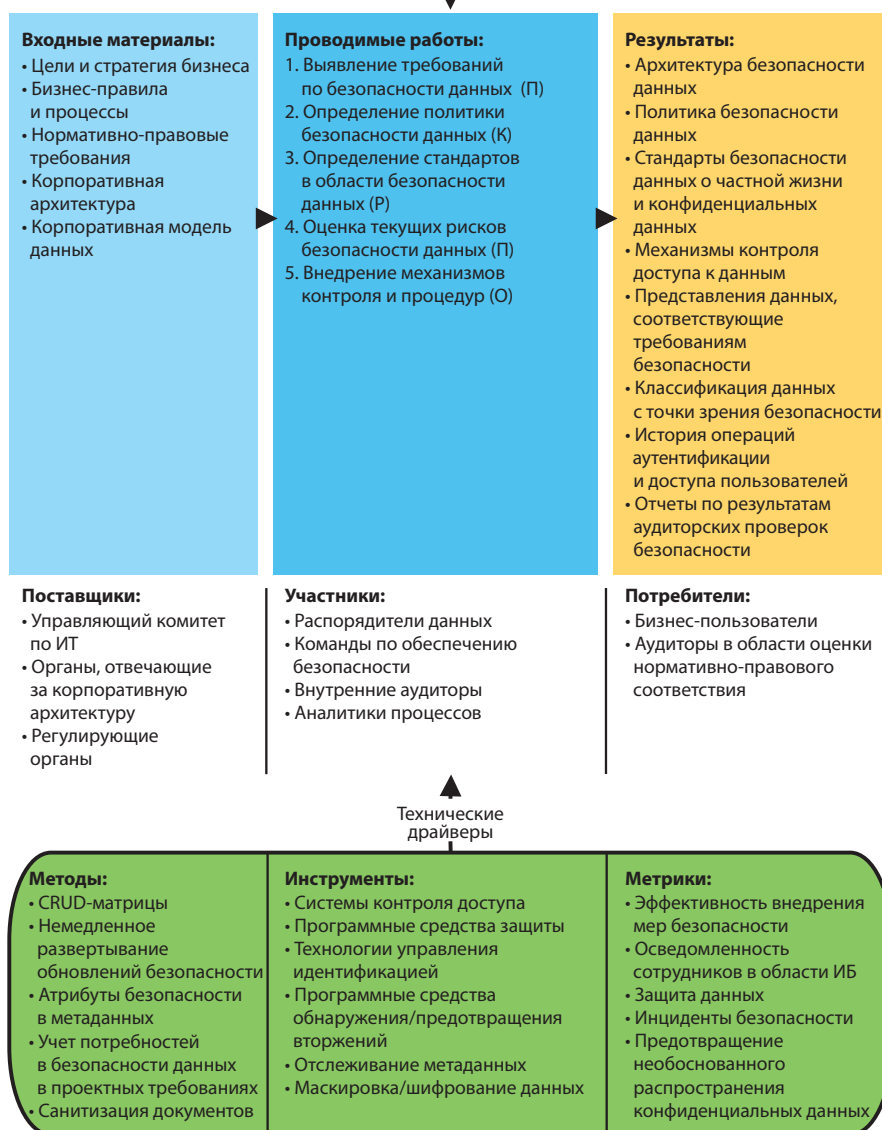 Входные материалы:
• Цели и стратегия бизнеса
• Бизнес-правила
и процессы
• Нормативно-правовые
требования
• Корпоративная
архитектура
• Корпоративная модель
данных
Проводимые работы:
1. Выявление требований
по безопасности данных (П)
2. Определение политики
безопасности данных (К)
3. Определение стандартов
в области безопасности
данных (Р)
4. Оценка текущих рисков
безопасности данных (П)
5. Внедрение механизмов
контроля и процедур (О)
Результаты:
• Архитектура безопасности
данных
• Политика безопасности
данных
• Стандарты безопасности
данных о частной жизни
и конфиденциальных
данных
• Механизмы контроля
доступа к данным
• Представления данных,
соответствующие
требованиям
безопасности
• Классификация данных
с точки зрения безопасности
• История операций
аутентификации
и доступа пользователей
• Отчеты по результатам
аудиторских проверок
безопасности
Поставщики:
• Управляющий комитет
по ИТ
• Органы, отвечающие
за корпоративную
архитектуру
• Регулирующие
органы
Участники:
• Распорядители данных
• Команды по обеспечению
безопасности
• Внутренние аудиторы
• Аналитики процессов
Потребители:
• Бизнес-пользователи
• Аудиторы в области оценки
нормативно-правового
соответствия
Технические
драйверы
Методы:
• CRUD-матрицы
• Немедленное
развертывание
обновлений безопасности
• Атрибуты безопасности
в метаданных
• Учет потребностей
в безопасности данных
в проектных требованиях
• Санитизация документов
Инструменты:
• Системы контроля доступа
• Программные средства защиты
• Технологии управления
идентификацией
• Программные средства
обнаружения/предотвращения
вторжений
• Отслеживание метаданных
• Маскировка/шифрование данных
Метрики:
• Эффективность внедрения
мер безопасности
• Осведомленность
сотрудников в области ИБ
• Защита данных
• Инциденты безопасности
• Предотвращение
необоснованного
распространения
конфиденциальных данных